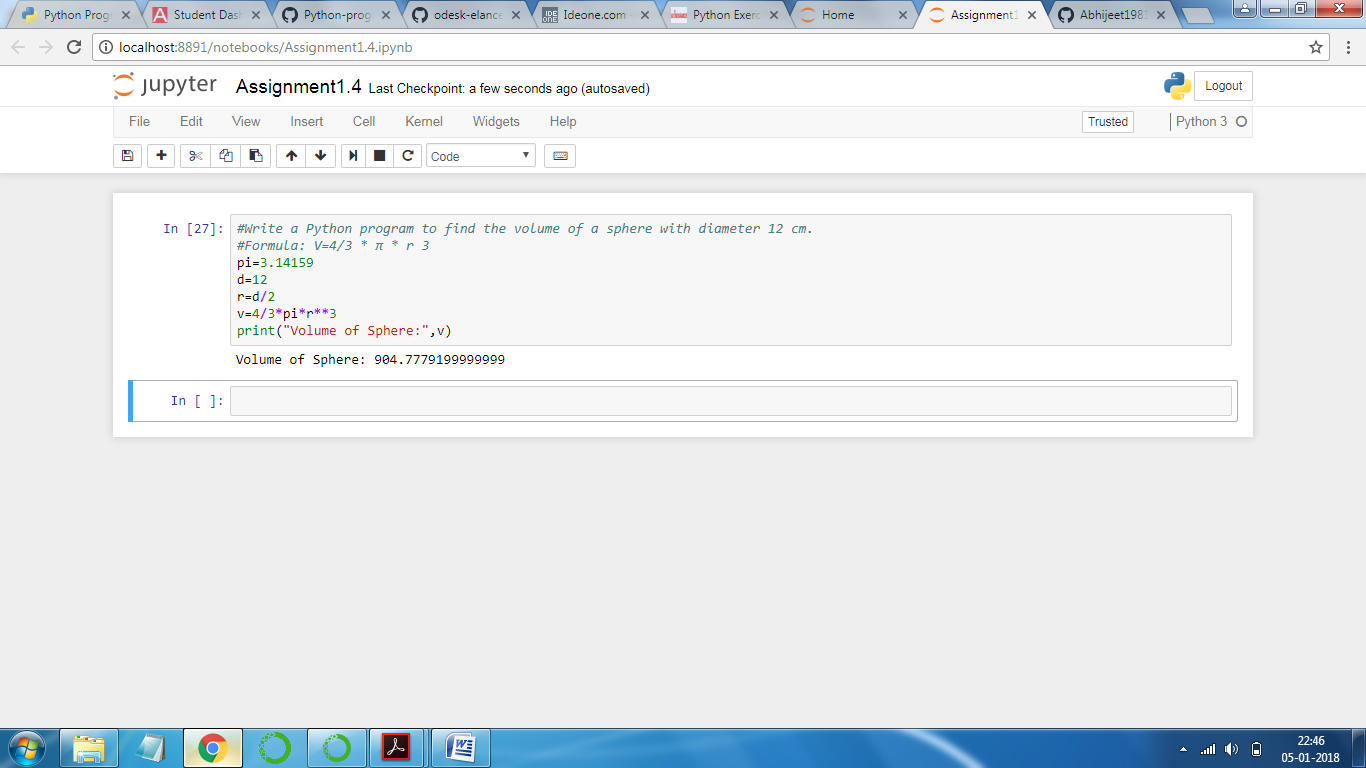 Python Prog
Student Das
Python-prog
odesk-elance
Ideone.com
Python Exerc
Home
Assignment1
Abhijeet198
localhost:8891/notebooks/Assignment1.4.ipynb
jupyter Assignment1.4 Last Checkpoint: a few seconds ago (autosaved)
Logout
File Edit View Insert Cell Kernel Widgets Help
Trusted
Python 3
Code
In [27]:
#Write a Python program to find the volume of a sphere with diameter 12 cm.
#Formula: V=4/3 * π * r 3
pi=3.14159
d=12
r=d/2
v=4/3*pi*r**3
print("Volume of Sphere:",v)
Volume of Sphere: 904.7779199999999
In [ ]:
22:46
05-01-2018